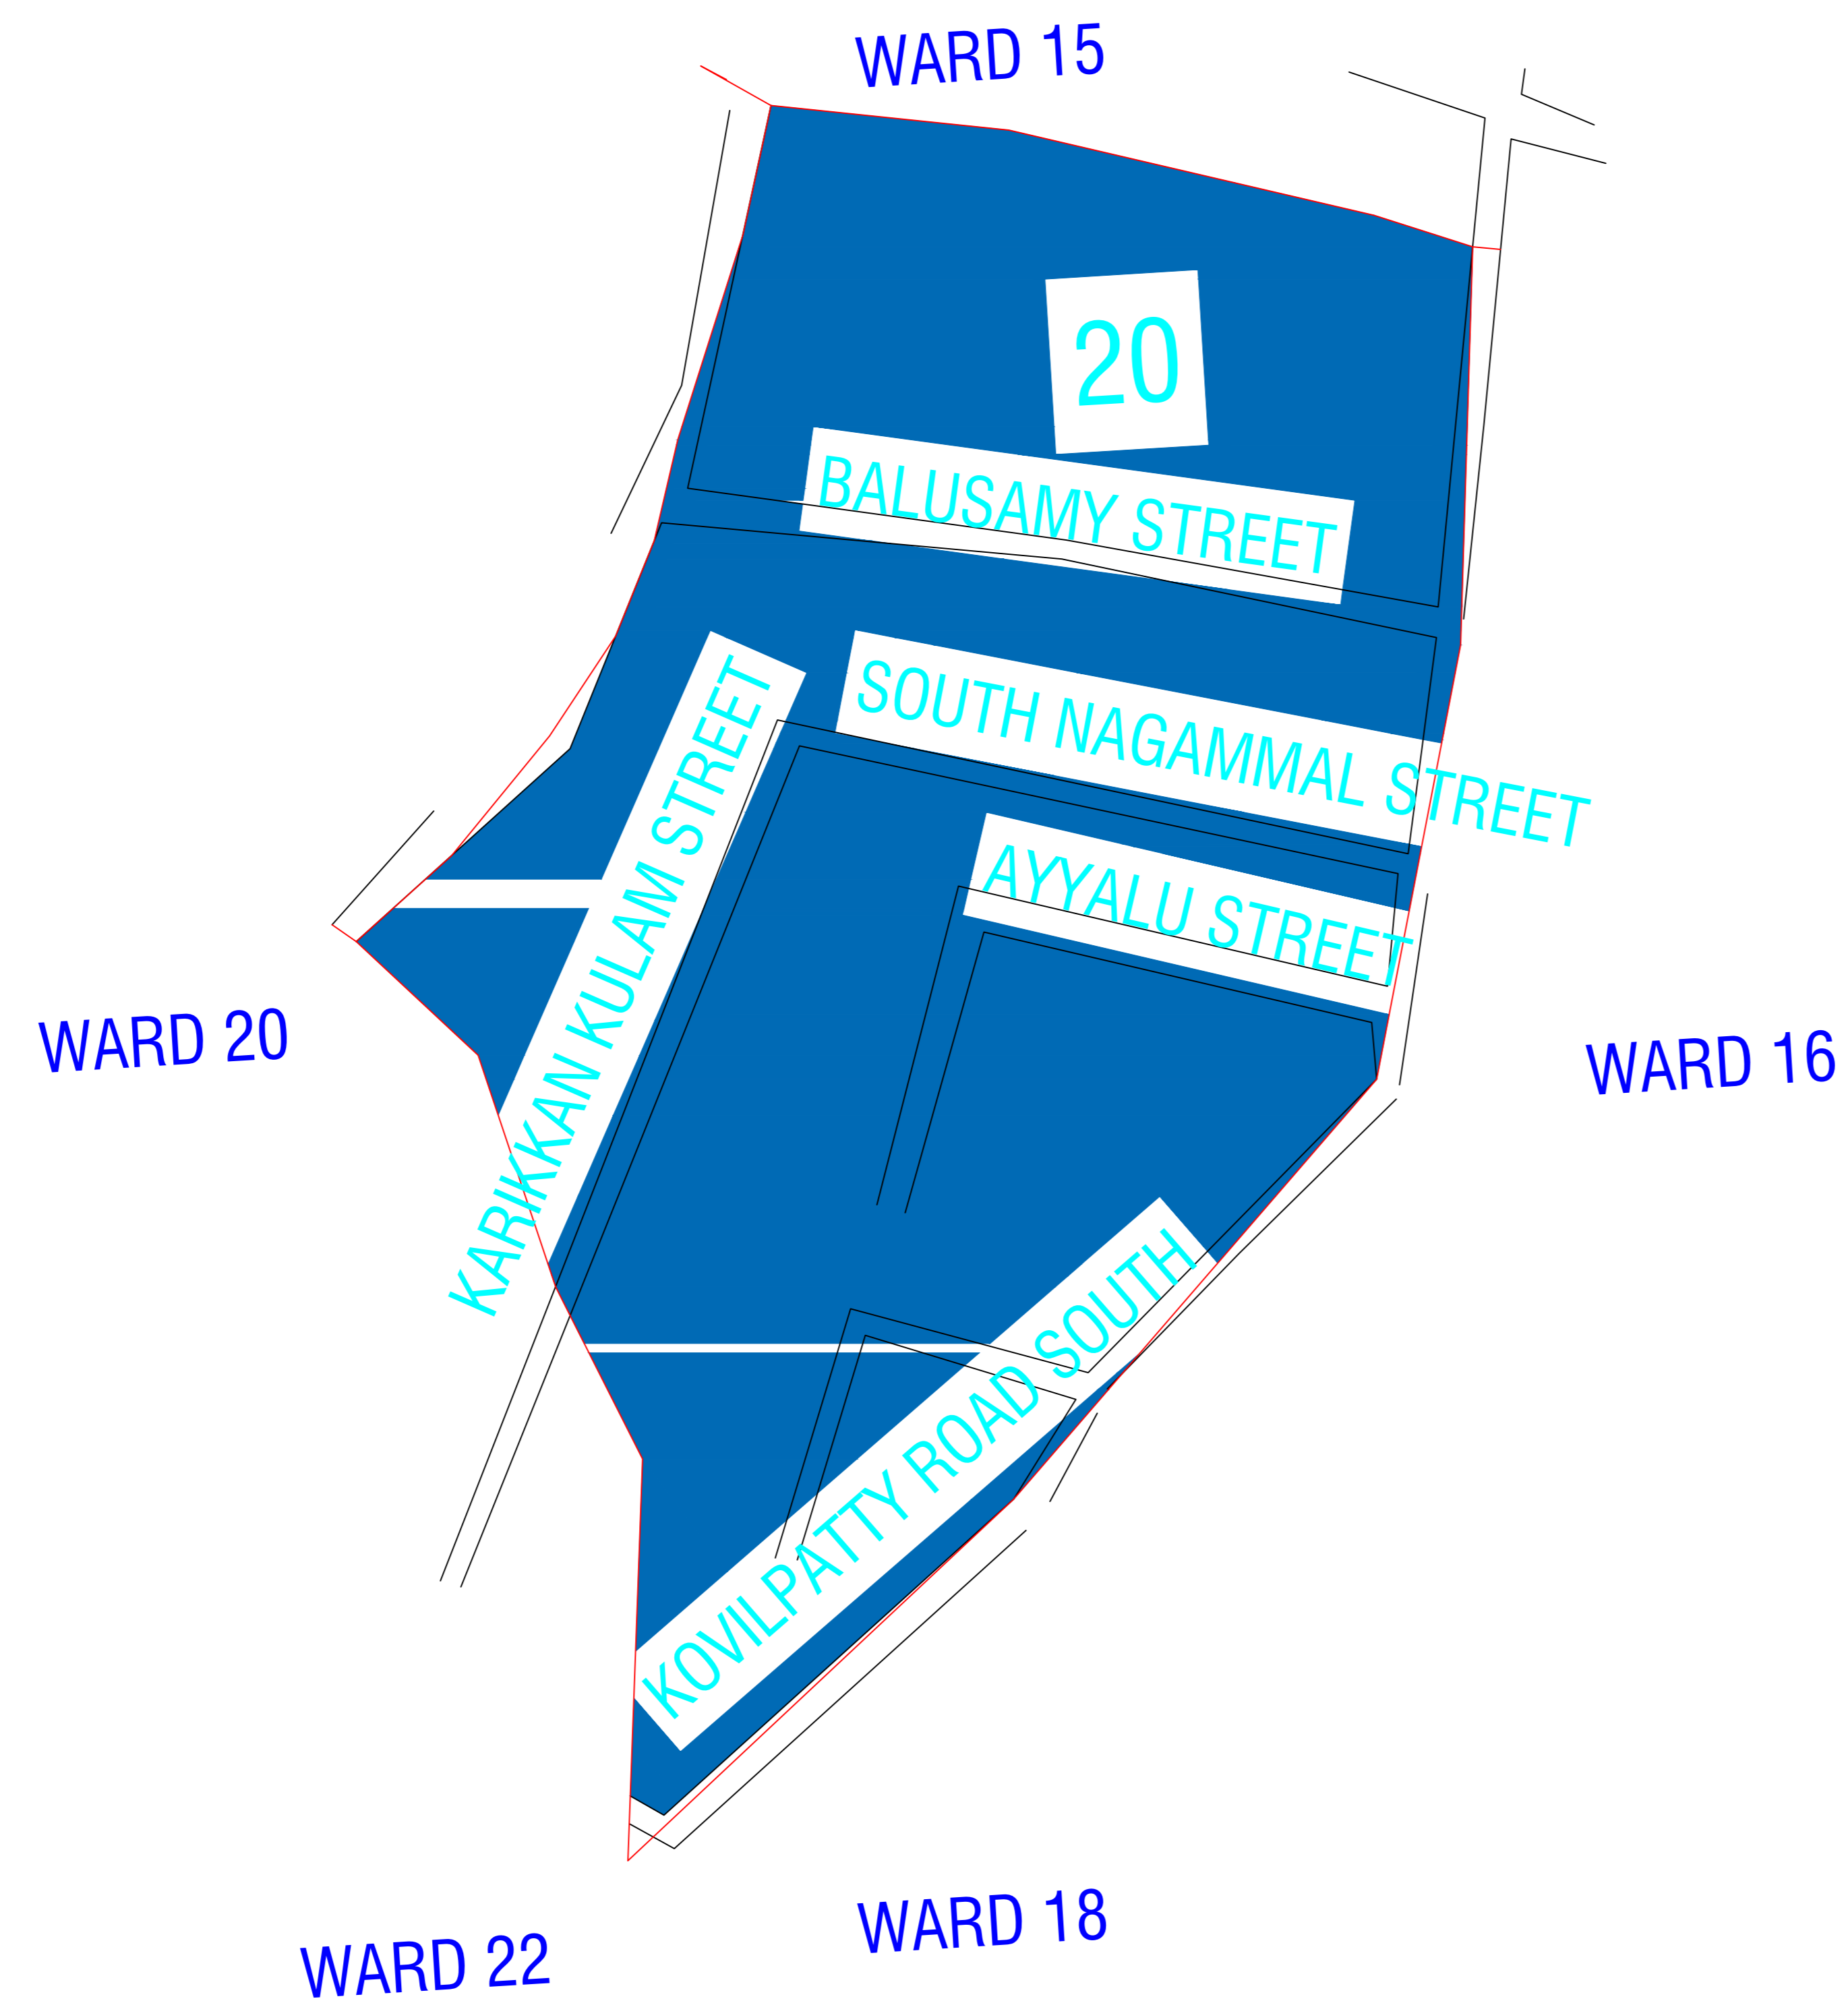 WARD 15
20
BALUSAMY STREET
SOUTH NAGAMMAL STREET
KARIKKAN KULAM STREET
AYYALU STREET
WARD 20
WARD 16
KOVILPATTY ROAD SOUTH
WARD 18
WARD 22